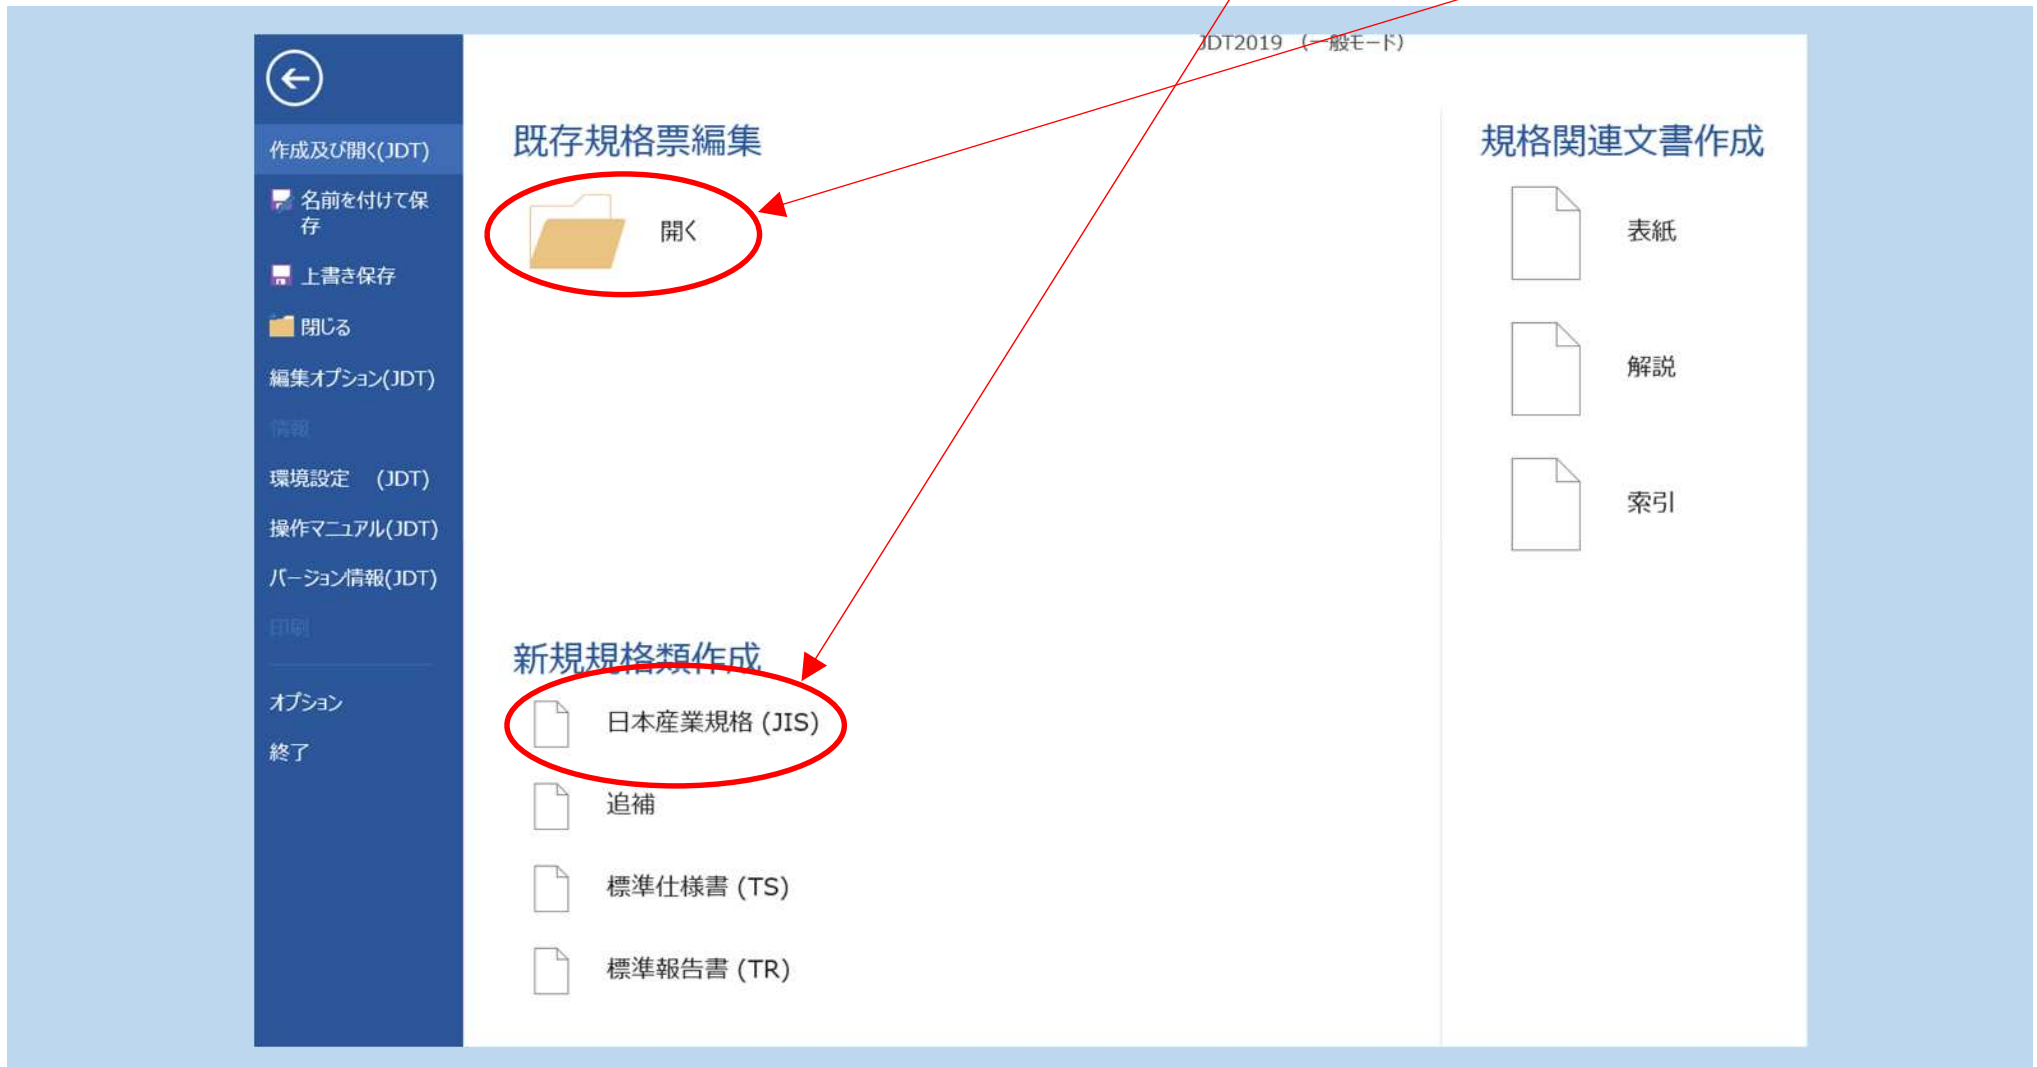 JDT2019 (一般モード)
作成及び開く(JDT)
名前を付けて保
存
上書き保存
閉じる
編集オプション(JDT)
情報
環境設定 (JDT)
操作マニュアル(JDT)
バージョン情報(JDT)
印刷
オプション
終了
既存規格票編集
開く
新規規格類作成
日本産業規格 (JIS)
追補
標準仕様書 (TS)
標準報告書 (TR)
規格関連文書作成
表紙
解説
索引